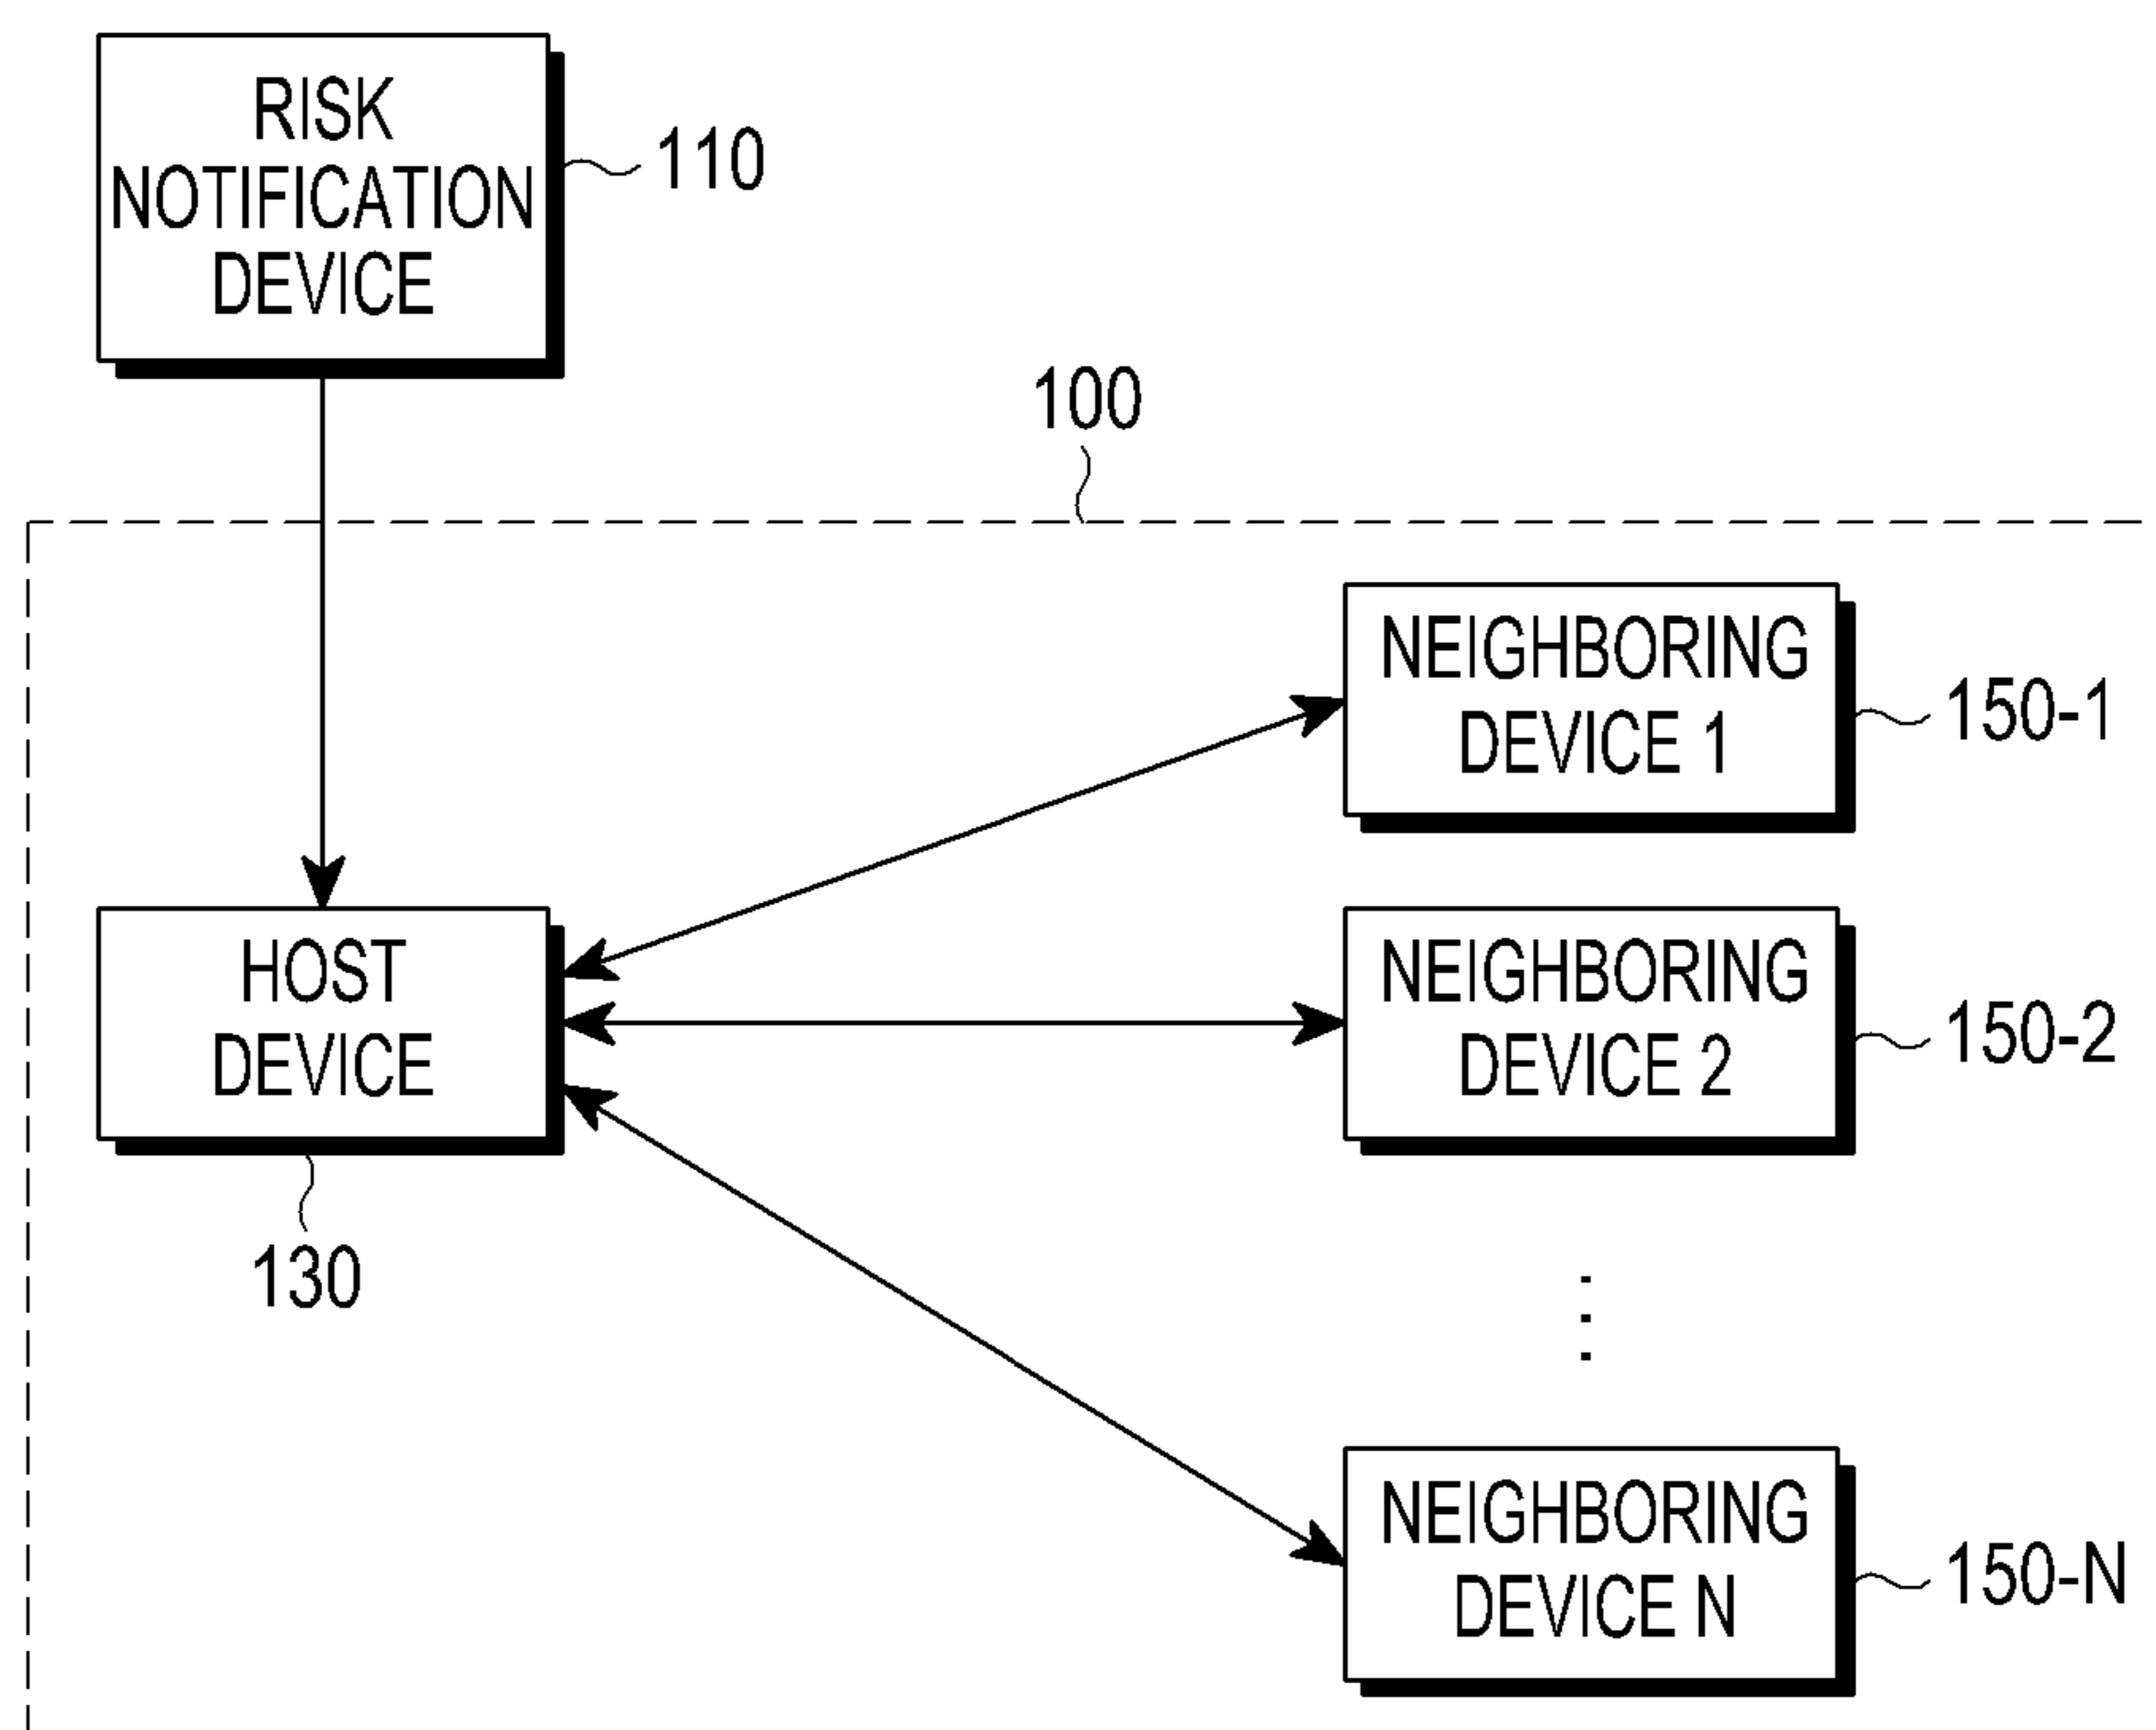 RISK
NOTIFICATION
DEVICE
110
100
NEIGHBORING
DEVICE 1
150-1
HOST
DEVICE
130
NEIGHBORING
DEVICE 2
150-2
NEIGHBORING
DEVICE N
150-N